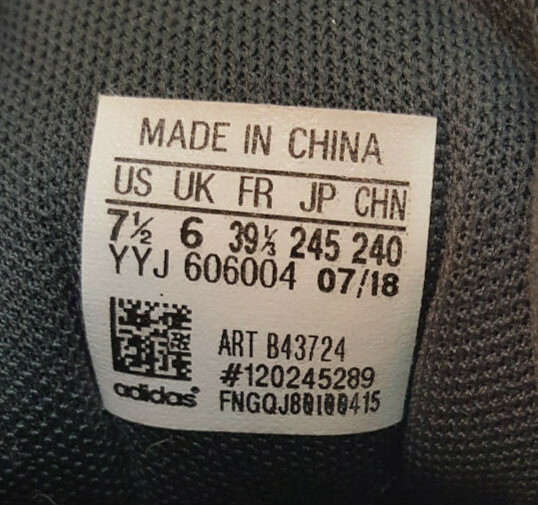 MADE IN CHINA
US UK FR JP CHN
7½ 6 39⅓ 245 240
YYJ 606004 07/18
ART B43724
#120245289
adidas® FNGQJ80100415